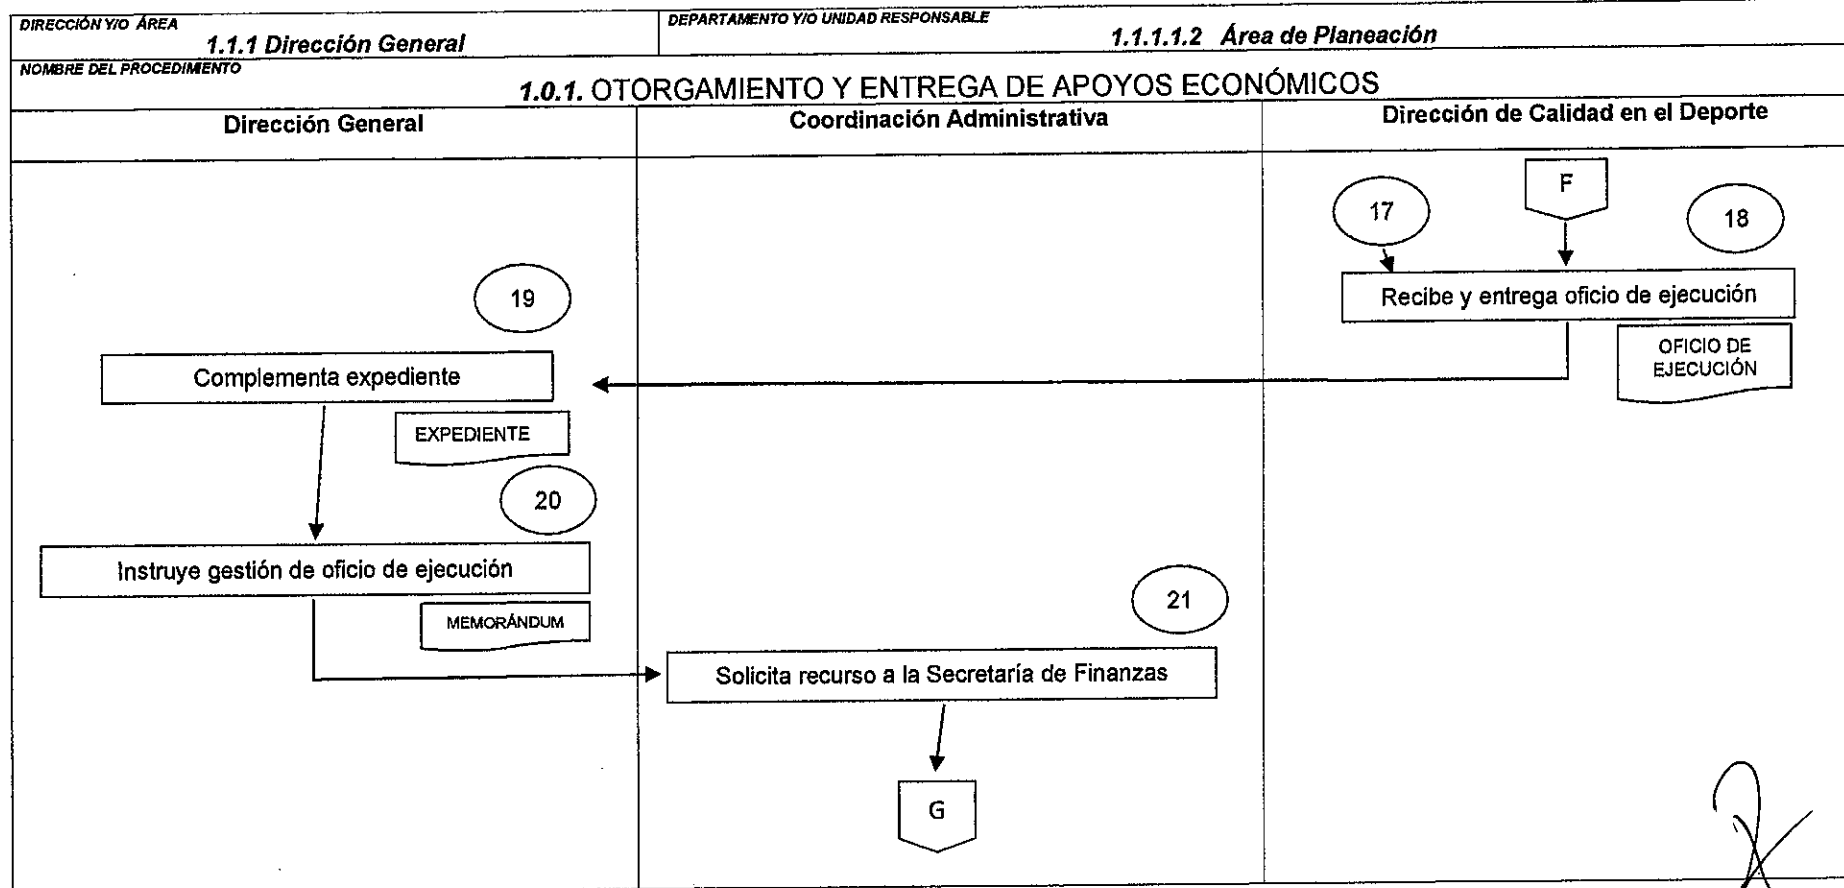 DIRECCIÓN Y/O ÁREA
1.1.1 Dirección General
DEPARTAMENTO Y/O UNIDAD RESPONSABLE
1.1.1.1.2 Área de Planeación
NOMBRE DEL PROCEDIMIENTO
1.0.1. OTORGAMIENTO Y ENTREGA DE APOYOS ECONÓMICOS
Dirección General
Coordinación Administrativa
Dirección de Calidad en el Deporte
17
F
18
Recibe y entrega oficio de ejecución
OFICIO DE
EJECUCIÓN
19
Complementa expediente
EXPEDIENTE
20
Instruye gestión de oficio de ejecución
MEMORÁNDUM
21
Solicita recurso a la Secretaría de Finanzas
G